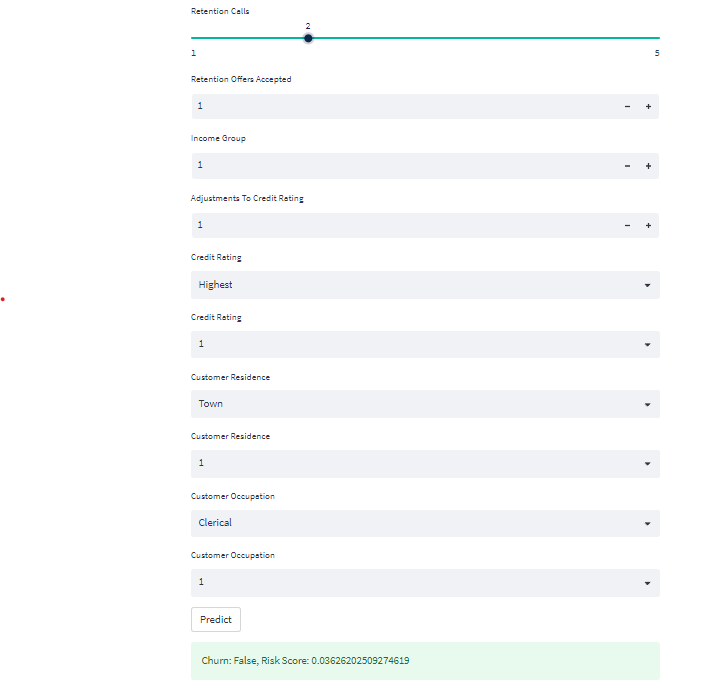 Retention Calls
2
1 5
Retention Offers Accepted
1 − +
Income Group
1 − +
Adjustments To Credit Rating
1 − +
Credit Rating
Highest
Credit Rating
1
Customer Residence
Town
Customer Residence
1
Customer Occupation
Clerical
Customer Occupation
1
Predict
Churn: False, Risk Score: 0.03626202509274619